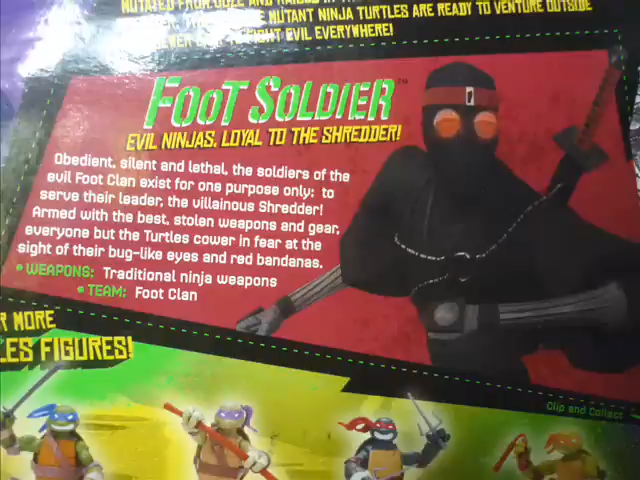 MUTATED FROM OOZE AND RAISED IN
MUTANT NINJA TURTLES ARE READY TO VENTURE OUTSIDE
FIGHT EVIL EVERYWHERE!
FOOT SOLDIER™
EVIL NINJAS, LOYAL TO THE SHREDDER!
Obedient, silent and lethal, the soldiers of the
evil Foot Clan exist for one purpose only: to
serve their leader, the villainous Shredder!
Armed with the best, stolen weapons and gear,
everyone but the Turtles cower in fear at the
sight of their bug-like eyes and red bandanas.
• WEAPONS: Traditional ninja weapons
• TEAM: Foot Clan
R MORE
LES FIGURES!
Clip and Collect